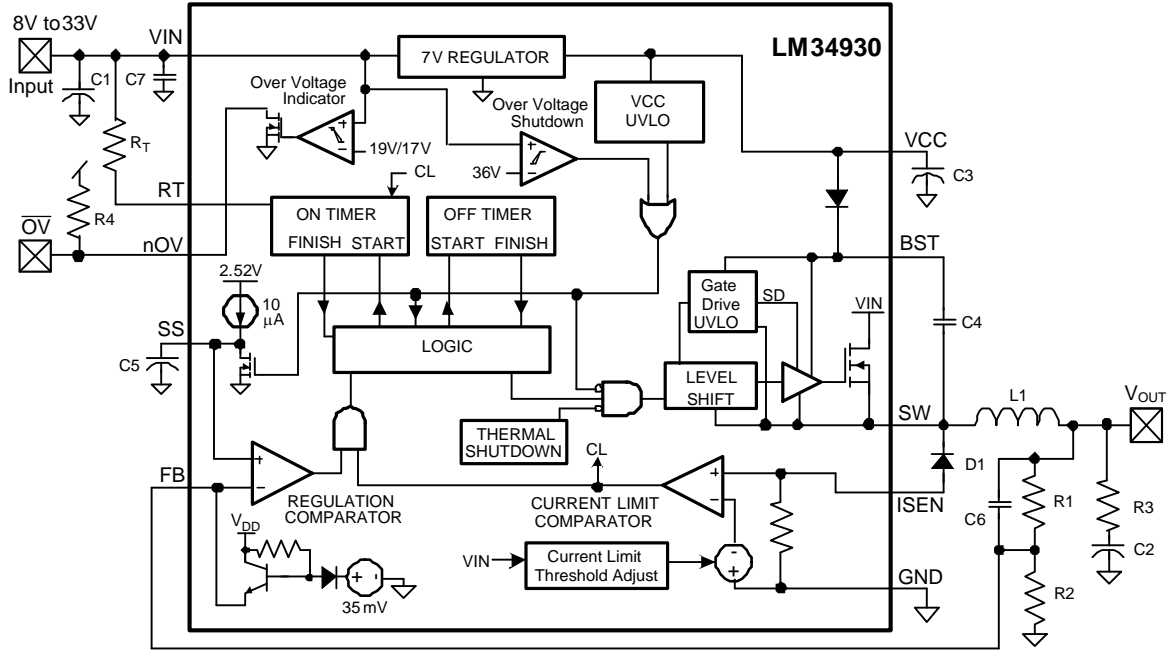 8V to33V
VIN
LM34930
7V REGULATOR
Input
C1
C7
Over Voltage
Indicator
Over Voltage
Shutdown
VCC
UVLO
VCC
C3
RT
19V/17V
36V
CL
RT
R4
OV
nOV
ON TIMER
FINISH START
OFF TIMER
START FINISH
BST
2.52V
10
µA
SS
C5
Gate
Drive
UVLO
SD
VIN
C4
LOGIC
LEVEL
SHIFT
L1
VOUT
SW
THERMAL
SHUTDOWN
CL
D1
FB
+
−
REGULATION
COMPARATOR
CURRENT LIMIT
COMPARATOR
+
−
ISEN
C6
R1
R3
C2
VDD
VIN
Current Limit
Threshold Adjust
-
+
GND
R2
+
-
35 mV